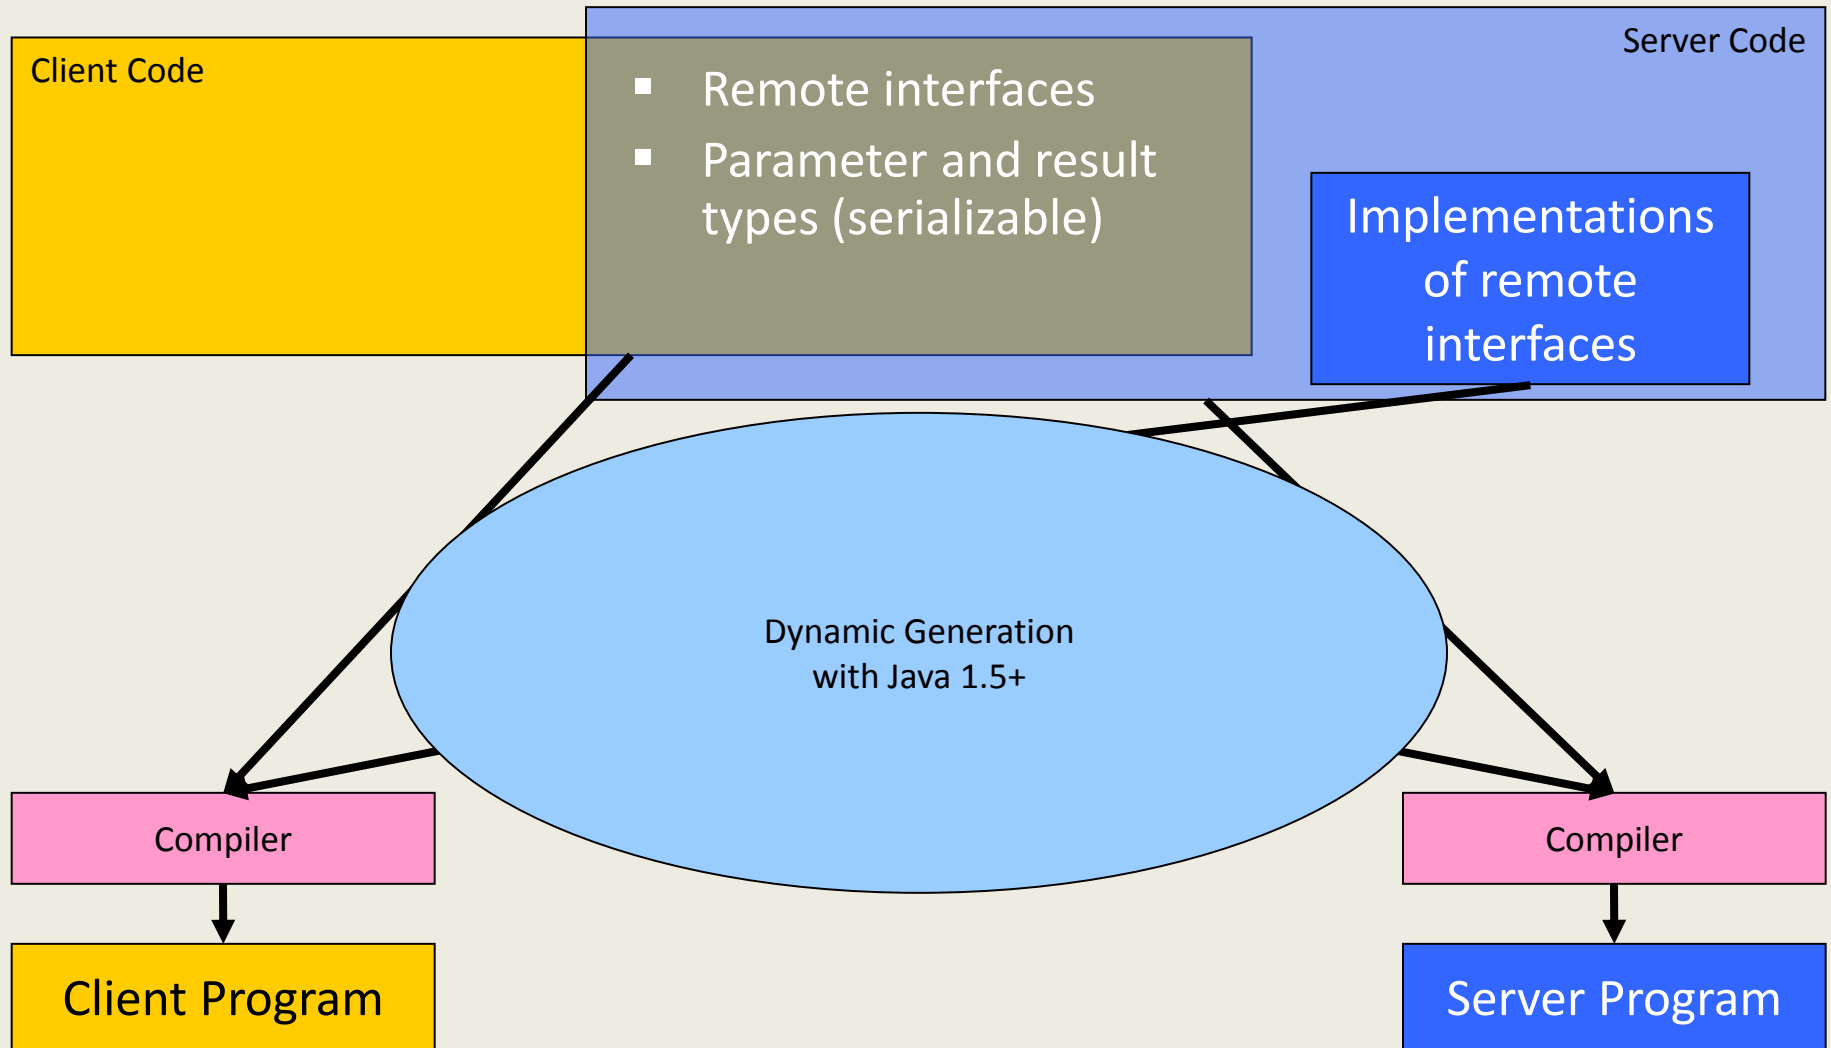 Client Code
Server Code
▪ Remote interfaces
▪ Parameter and result
types (serializable)
Implementations
of remote
interfaces
Dynamic Generation
with Java 1.5+
Compiler
Compiler
Client Program
Server Program